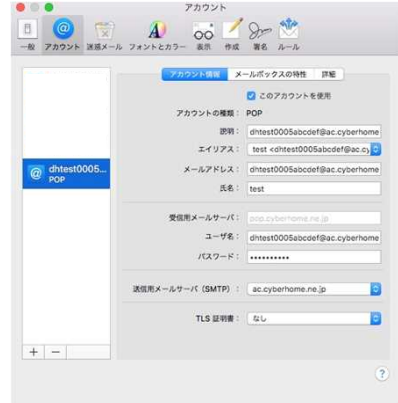 アカウント
一般 アカウント 迷惑メール フォントとカラー 表示 作成 署名 ルール
アカウント情報 メールボックスの特性 詳細
このアカウントを使用
アカウントの種類： POP
説明： dhtest0005abcdef@ac.cyberhome
エイリアス： test <dhtest0005abcdef@ac.cy
dhtest0005...
POP
メールアドレス： dhtest0005abcdef@ac.cyberhome
氏名： test
受信用メールサーバ： pop.cyberhome.ne.jp
ユーザ名： dhtest0005abcdef@ac.cyberhome
パスワード： ••••••••••
送信用メールサーバ（SMTP）： ac.cyberhome.ne.jp
TLS 証明書： なし
+ −
?